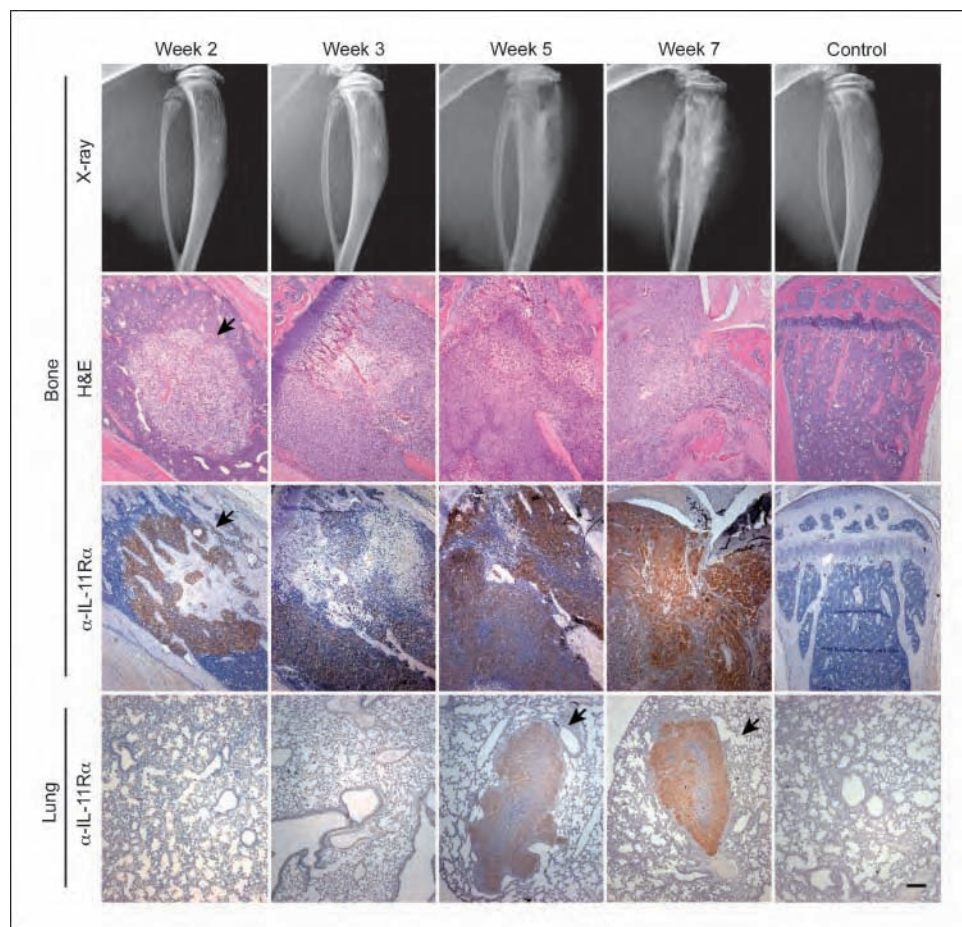 Week 2 Week 3 Week 5 Week 7 Control
Bone
X-ray
H&E
α-IL-11Rα
Lung
α-IL-11Rα